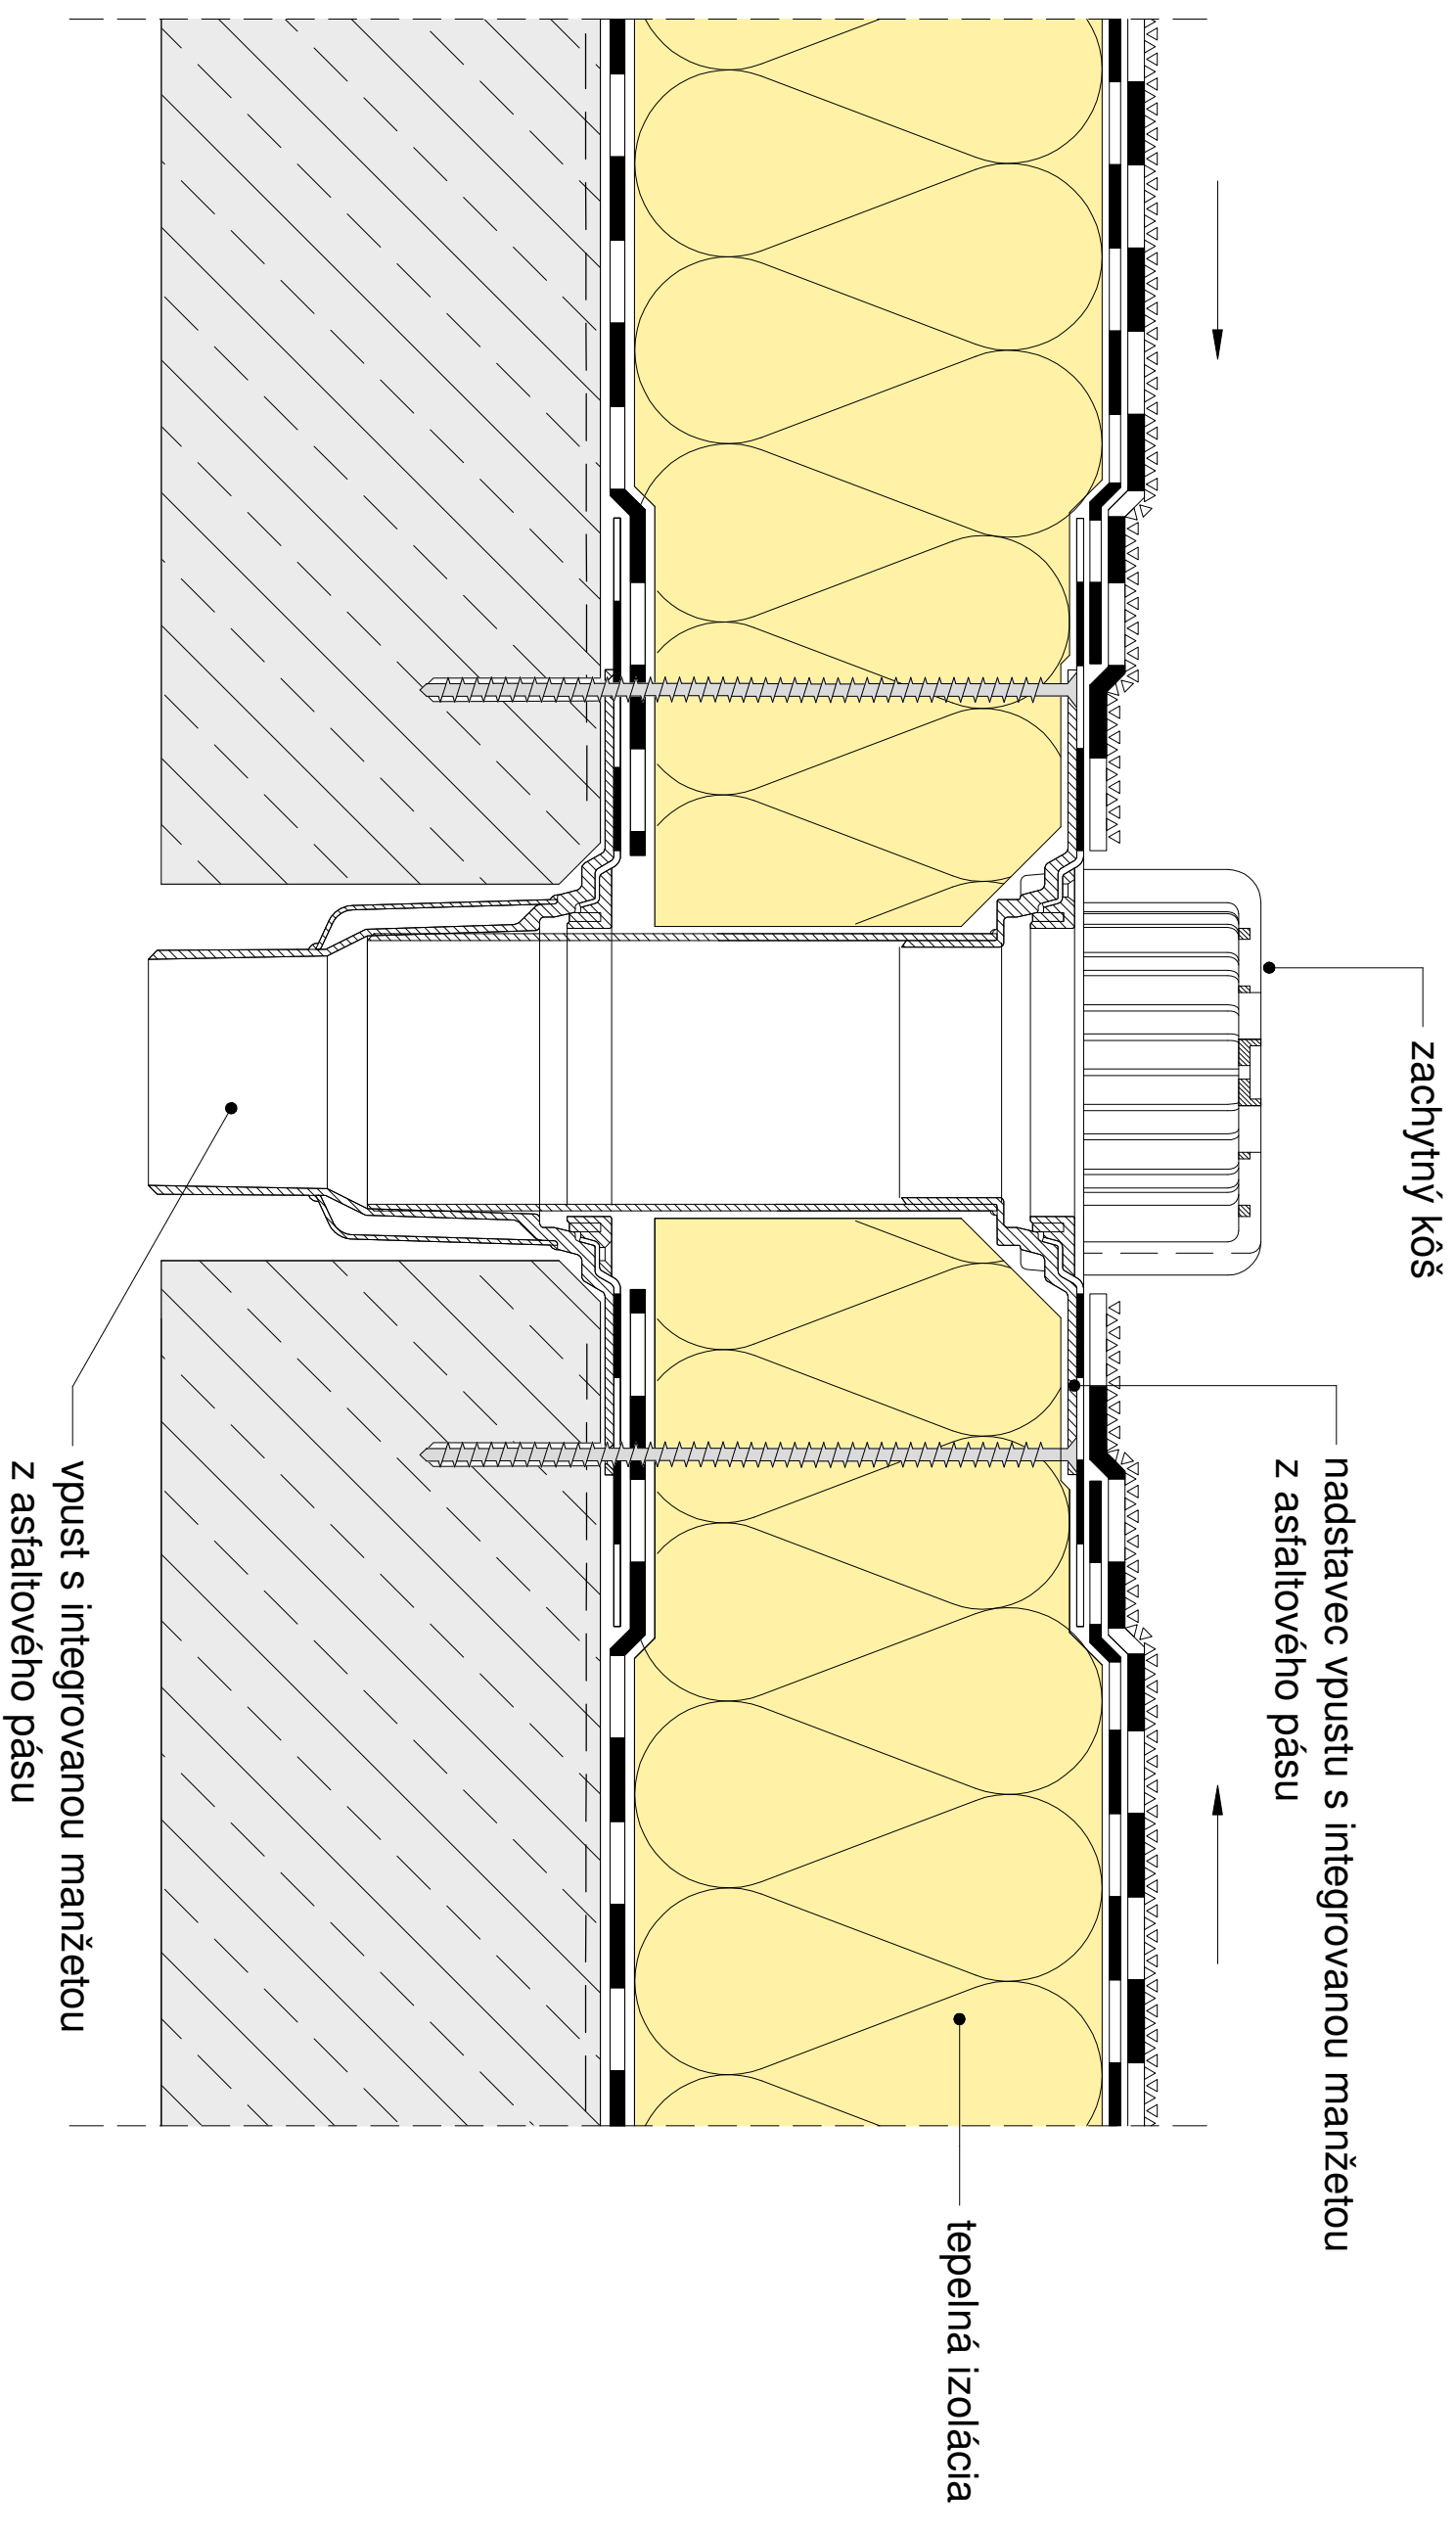 zachytný kôš
nadstavec vpustu s integrovanou manžetou
z asfaltového pásu
tepelná izolácia
vpust s integrovanou manžetou
z asfaltového pásu